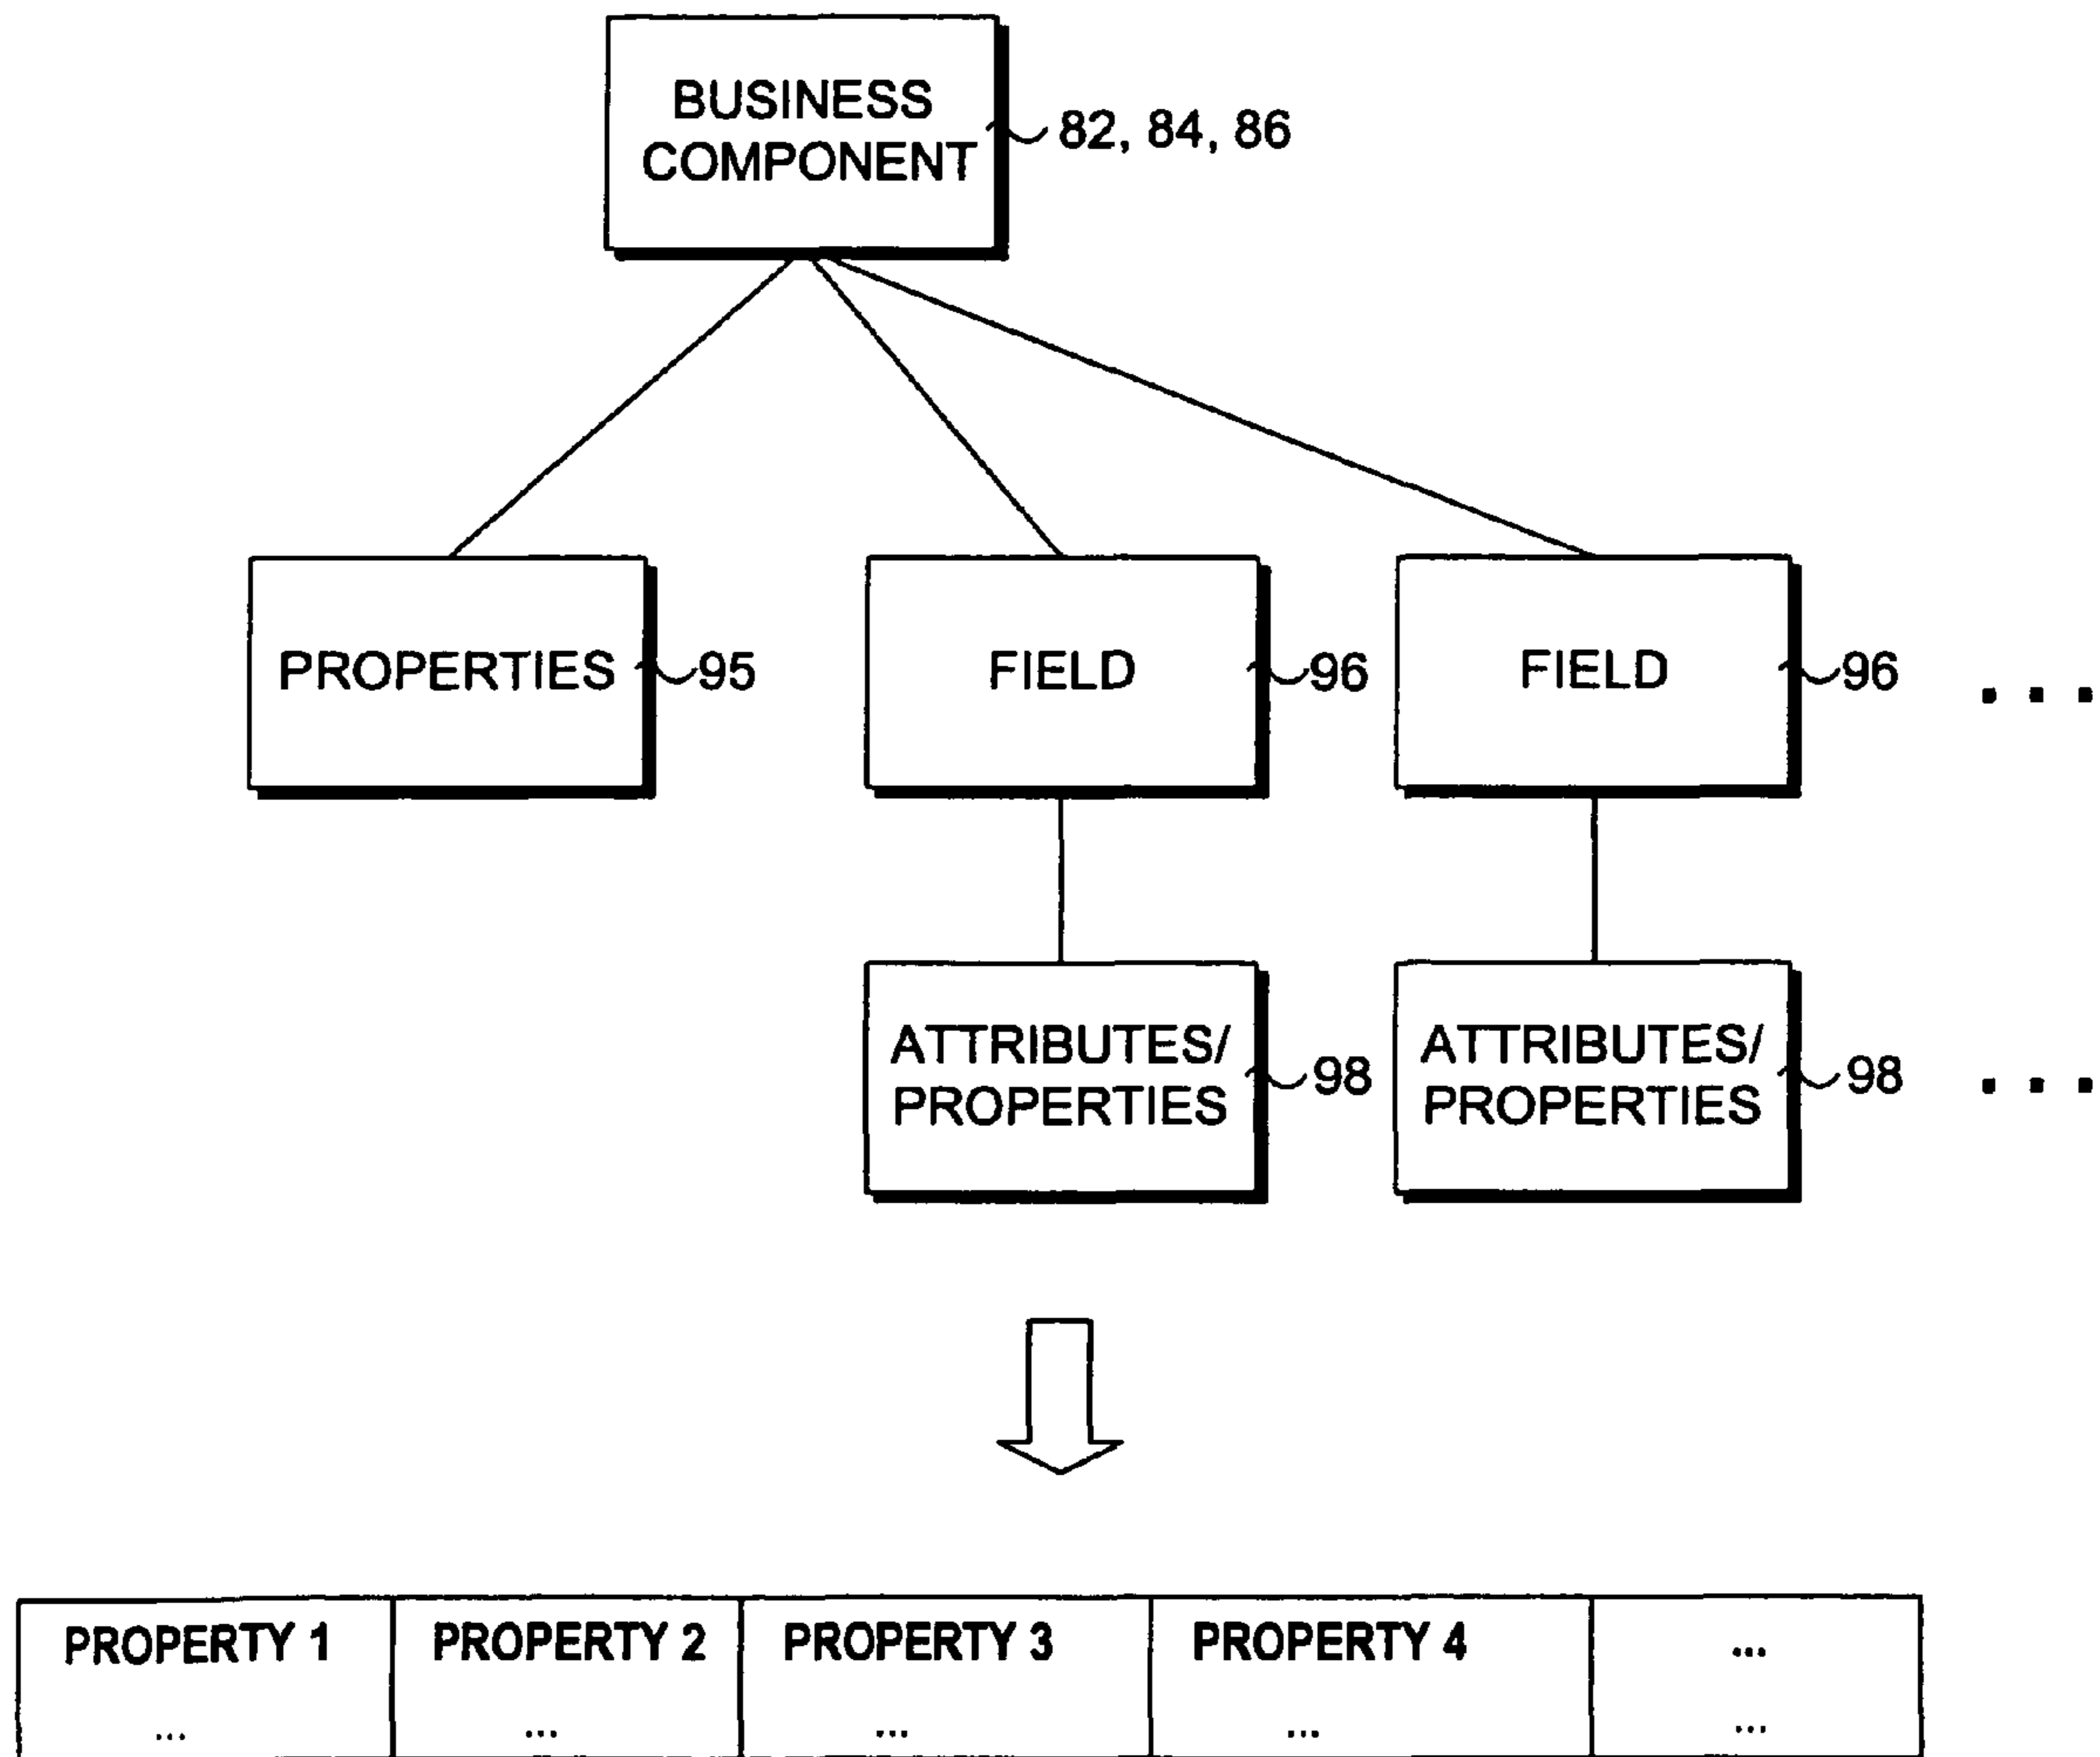 BUSINESS
COMPONENT
82, 84, 86
PROPERTIES
95
FIELD
96
FIELD
96
...
ATTRIBUTES/
PROPERTIES
98
ATTRIBUTES/
PROPERTIES
98
...
PROPERTY 1 PROPERTY 2 PROPERTY 3 PROPERTY 4 ...
... ... ... ... ...